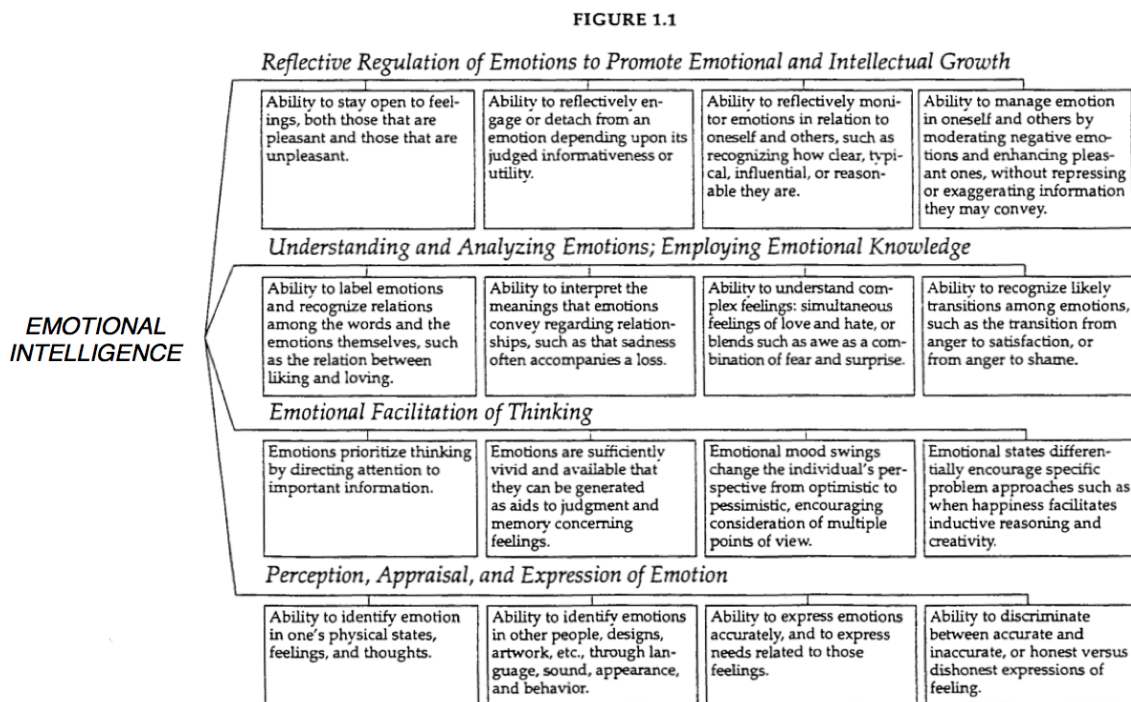 FIGURE 1.1
Reflective Regulation of Emotions to Promote Emotional and Intellectual Growth
Ability to stay open to feel-
ings, both those that are
pleasant and those that are
unpleasant.
Ability to reflectively en-
gage or detach from an
emotion depending upon its
judged informativeness or
utility.
Ability to reflectively moni-
tor emotions in relation to
oneself and others, such as
recognizing how clear, typi-
cal, influential, or reason-
able they are.
Ability to manage emotion
in oneself and others by
moderating negative emo-
tions and enhancing pleas-
ant ones, without repressing
or exaggerating information
they may convey.
Understanding and Analyzing Emotions; Employing Emotional Knowledge
Ability to label emotions
and recognize relations
among the words and the
emotions themselves, such
as the relation between
liking and loving.
Ability to interpret the
meanings that emotions
convey regarding relation-
ships, such as that sadness
often accompanies a loss.
Ability to understand com-
plex feelings: simultaneous
feelings of love and hate, or
blends such as awe as a com-
bination of fear and surprise.
Ability to recognize likely
transitions among emotions,
such as the transition from
anger to satisfaction, or
from anger to shame.
EMOTIONAL
INTELLIGENCE
Emotional Facilitation of Thinking
Emotions prioritize thinking
by directing attention to
important information.
Emotions are sufficiently
vivid and available that
they can be generated
as aids to judgment and
memory concerning
feelings.
Emotional mood swings
change the individual's per-
spective from optimistic to
pessimistic, encouraging
consideration of multiple
points of view.
Emotional states differen-
tially encourage specific
problem approaches such as
when happiness facilitates
inductive reasoning and
creativity.
Perception, Appraisal, and Expression of Emotion
Ability to identify emotion
in one's physical states,
feelings, and thoughts.
Ability to identify emotions
in other people, designs,
artwork, etc., through lan-
guage, sound, appearance,
and behavior.
Ability to express emotions
accurately, and to express
needs related to those
feelings.
Ability to discriminate
between accurate and
inaccurate, or honest versus
dishonest expressions of
feeling.